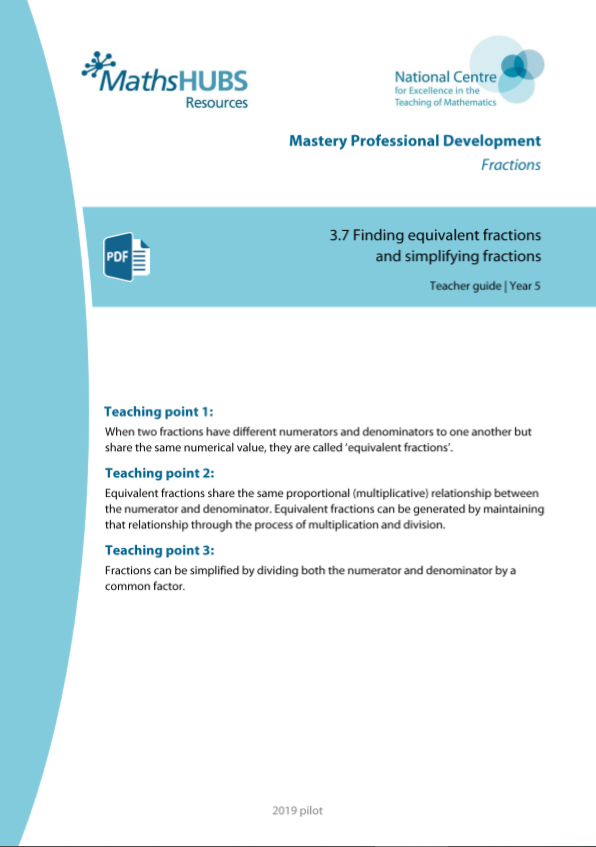 MathsHUBS
Resources
National Centre
for Excellence in the
Teaching of Mathematics
Mastery Professional Development
Fractions
PDF
3.7 Finding equivalent fractions
and simplifying fractions
Teacher guide | Year 5
Teaching point 1:
When two fractions have different numerators and denominators to one another but
share the same numerical value, they are called ‘equivalent fractions’.
Teaching point 2:
Equivalent fractions share the same proportional (multiplicative) relationship between
the numerator and denominator. Equivalent fractions can be generated by maintaining
that relationship through the process of multiplication and division.
Teaching point 3:
Fractions can be simplified by dividing both the numerator and denominator by a
common factor.
2019 pilot